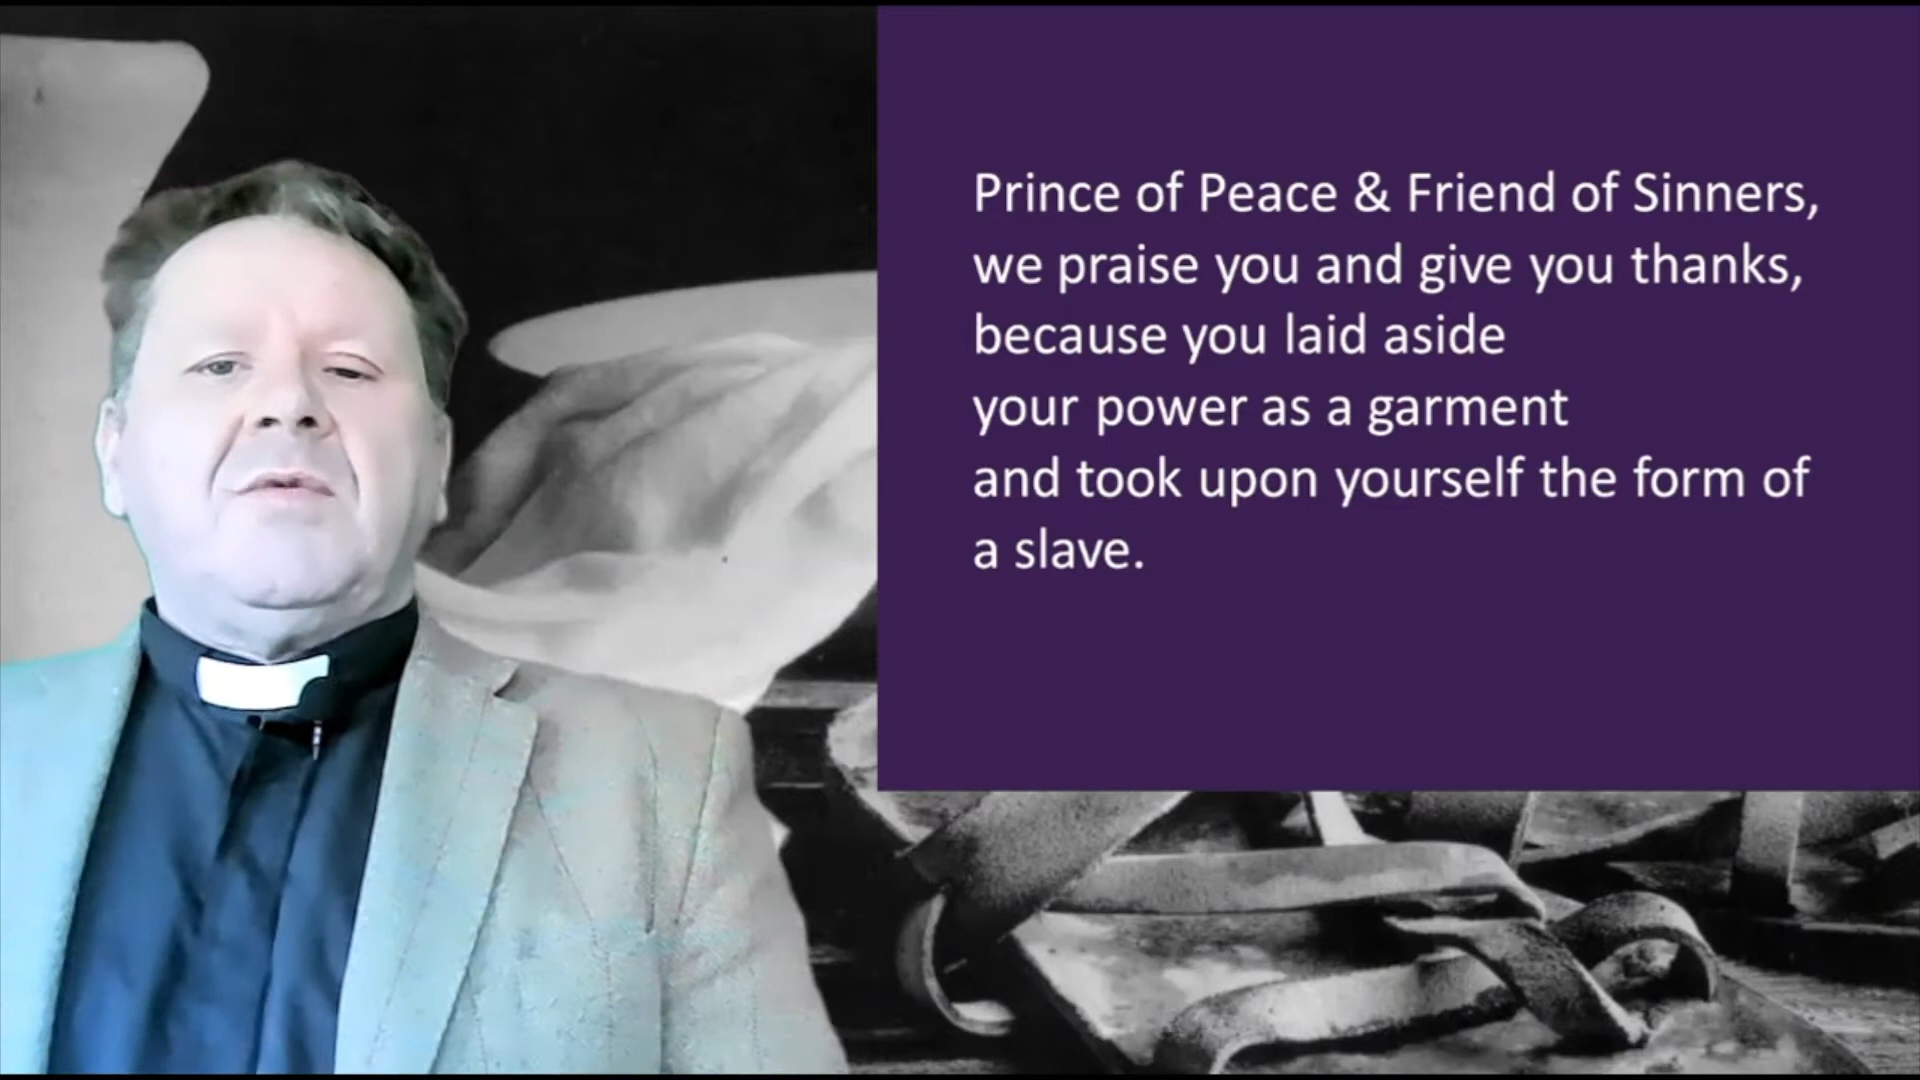 Prince of Peace & Friend of Sinners,
we praise you and give you thanks,
because you laid aside
your power as a garment
and took upon yourself the form of
a slave.